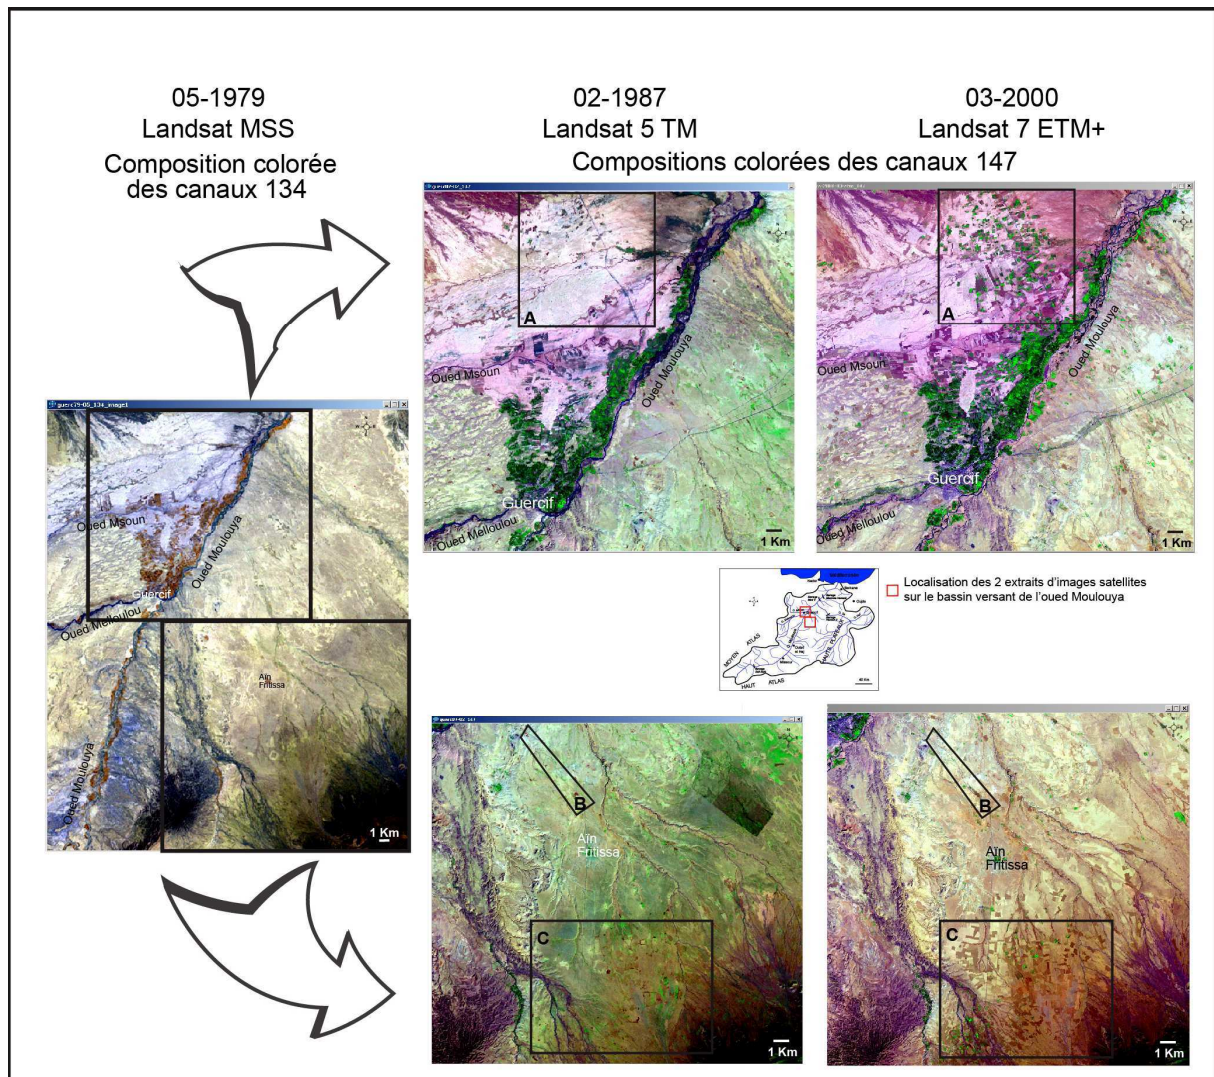 05-1979
Landsat MSS
Composition colorée
des canaux 134
02-1987
Landsat 5 TM
03-2000
Landsat 7 ETM+
Compositions colorées des canaux 147
A
Oued Msoun
Oued Moulouya
Guercif
Oued Melloulou
1 Km
A
Oued Msoun
Oued Moulouya
Guercif
Oued Melloulou
1 Km
Oued Msoun
Oued Moulouya
Guercif
Oued Melloulou
Aïn
Fritissa
Oued Moulouya
1 Km
Localisation des 2 extraits d'images satellites
sur le bassin versant de l'oued Moulouya
MOYEN ATLAS
HAUT ATLAS
B
Aïn
Fritissa
C
1 Km
B
Aïn
Fritissa
C
1 Km